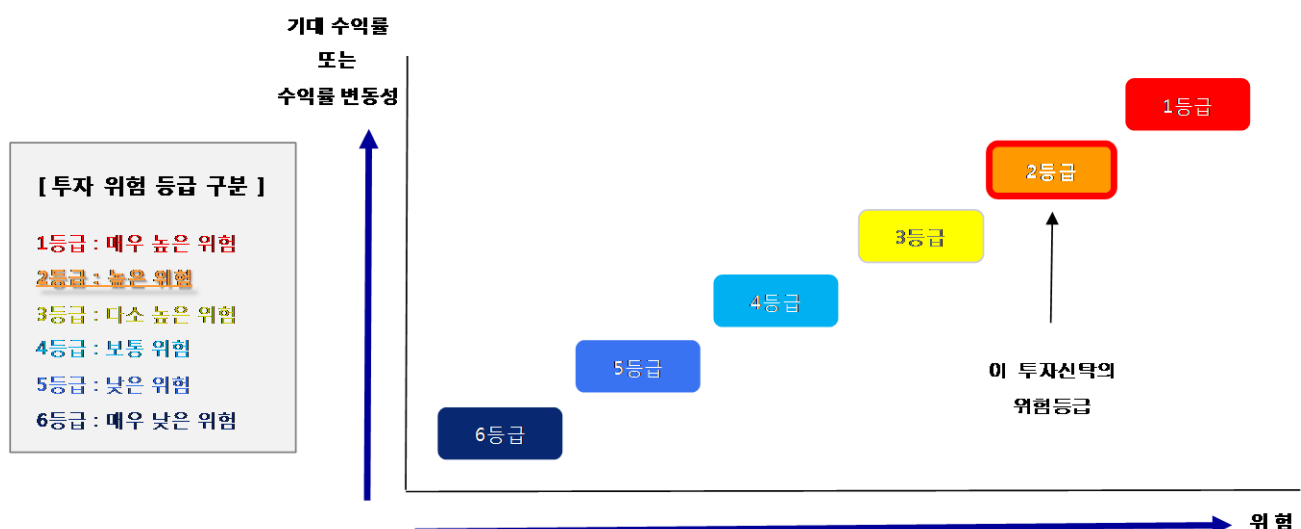 기대 수익률
또는
수익률 변동성
[ 투자 위험 등급 구분 ]
1등급 : 매우 높은 위험
2등급 : 높은 위험
3등급 : 다소 높은 위험
4등급 : 보통 위험
5등급 : 낮은 위험
6등급 : 매우 낮은 위험
1등급
2등급
3등급
4등급
5등급
6등급
이 투자신탁의
위험등급
위 험